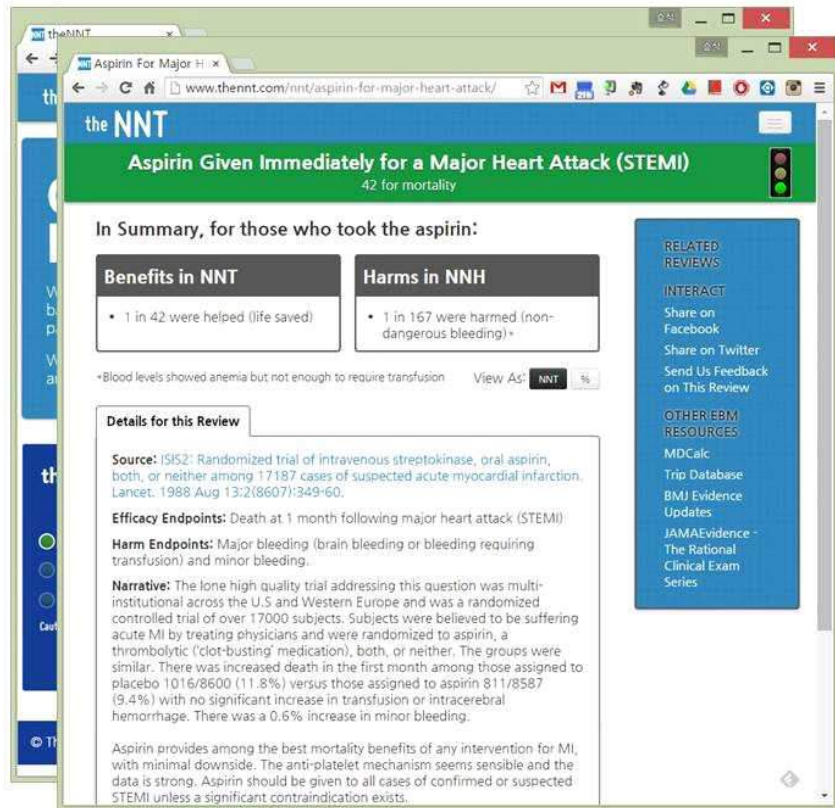 theNNT
Aspirin For Major H
www.thennt.com/nnt/aspirin-for-major-heart-attack/
the NNT
Aspirin Given Immediately for a Major Heart Attack (STEMI)
42 for mortality
In Summary, for those who took the aspirin:
Benefits in NNT
• 1 in 42 were helped (life saved)
Harms in NNH
• 1 in 167 were harmed (non-
dangerous bleeding)*
*Blood levels showed anemia but not enough to require transfusion
View As: NNT %
Details for this Review
Source: ISIS2: Randomized trial of intravenous streptokinase, oral aspirin,
both, or neither among 17187 cases of suspected acute myocardial infarction.
Lancet. 1988 Aug 13;2(8607):349-60.
Efficacy Endpoints: Death at 1 month following major heart attack (STEMI)
Harm Endpoints: Major bleeding (brain bleeding or bleeding requiring
transfusion) and minor bleeding.
Narrative: The lone high quality trial addressing this question was multi-
institutional across the U.S and Western Europe and was a randomized
controlled trial of over 17000 subjects. Subjects were believed to be suffering
acute MI by treating physicians and were randomized to aspirin, a
thrombolytic ('clot-busting' medication), both, or neither. The groups were
similar. There was increased death in the first month among those assigned to
placebo 1016/8600 (11.8%) versus those assigned to aspirin 811/8587
(9.4%) with no significant increase in transfusion or intracerebral
hemorrhage. There was a 0.6% increase in minor bleeding.
Aspirin provides among the best mortality benefits of any intervention for MI,
with minimal downside. The anti-platelet mechanism seems sensible and the
data is strong. Aspirin should be given to all cases of confirmed or suspected
STEMI unless a significant contraindication exists.
RELATED
REVIEWS
INTERACT
Share on
Facebook
Share on Twitter
Send Us Feedback
on This Review
OTHER EBM
RESOURCES
MDCalc
Trip Database
BMJ Evidence
Updates
JAMAEvidence -
The Rational
Clinical Exam
Series